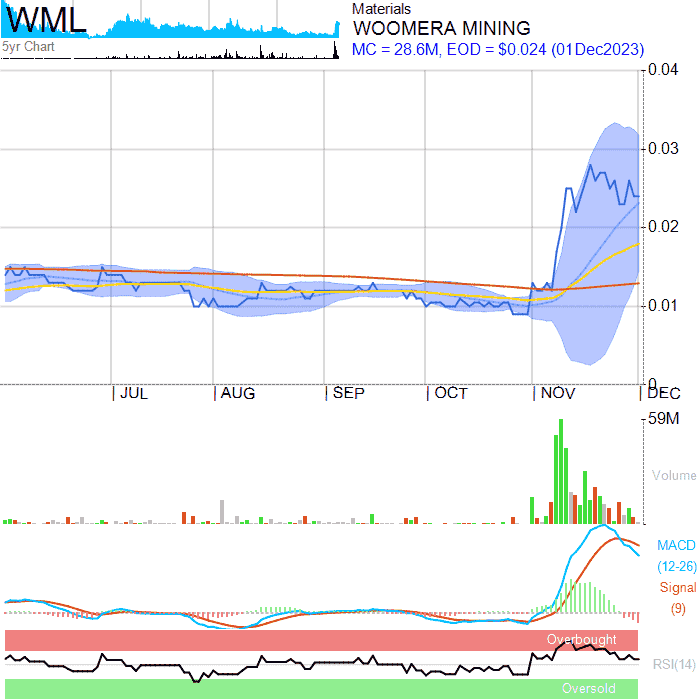 WML
5yr Chart
Materials
WOOMERA MINING
MC = 28.6M, EOD = $0.024 (01Dec2023)
0.04
0.03
0.02
0.01
0
JUL AUG SEP OCT NOV DEC
59M
Volume
MACD
(12-26)
Signal
(9)
Overbought
RSI(14)
Oversold